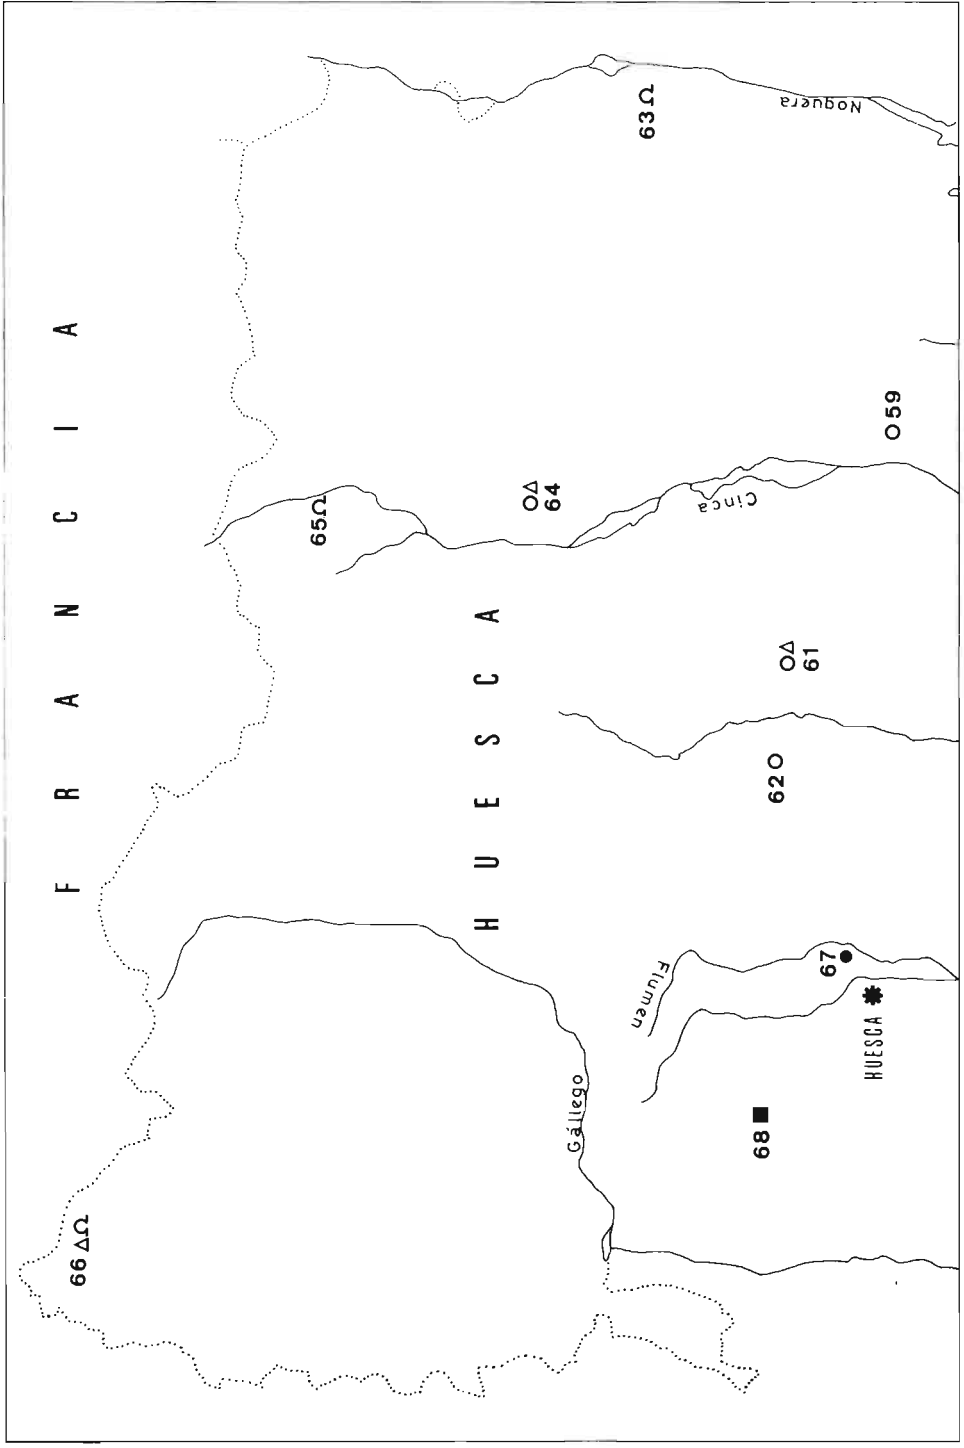 FRANCIA
66 ΔΩ
65Ω
HUESCA
OΔ
64
63Ω
Gállego
Flumen
Cinca
Noguera
68 ■
62O
OΔ
61
67
●
HUESCA ✱
O59